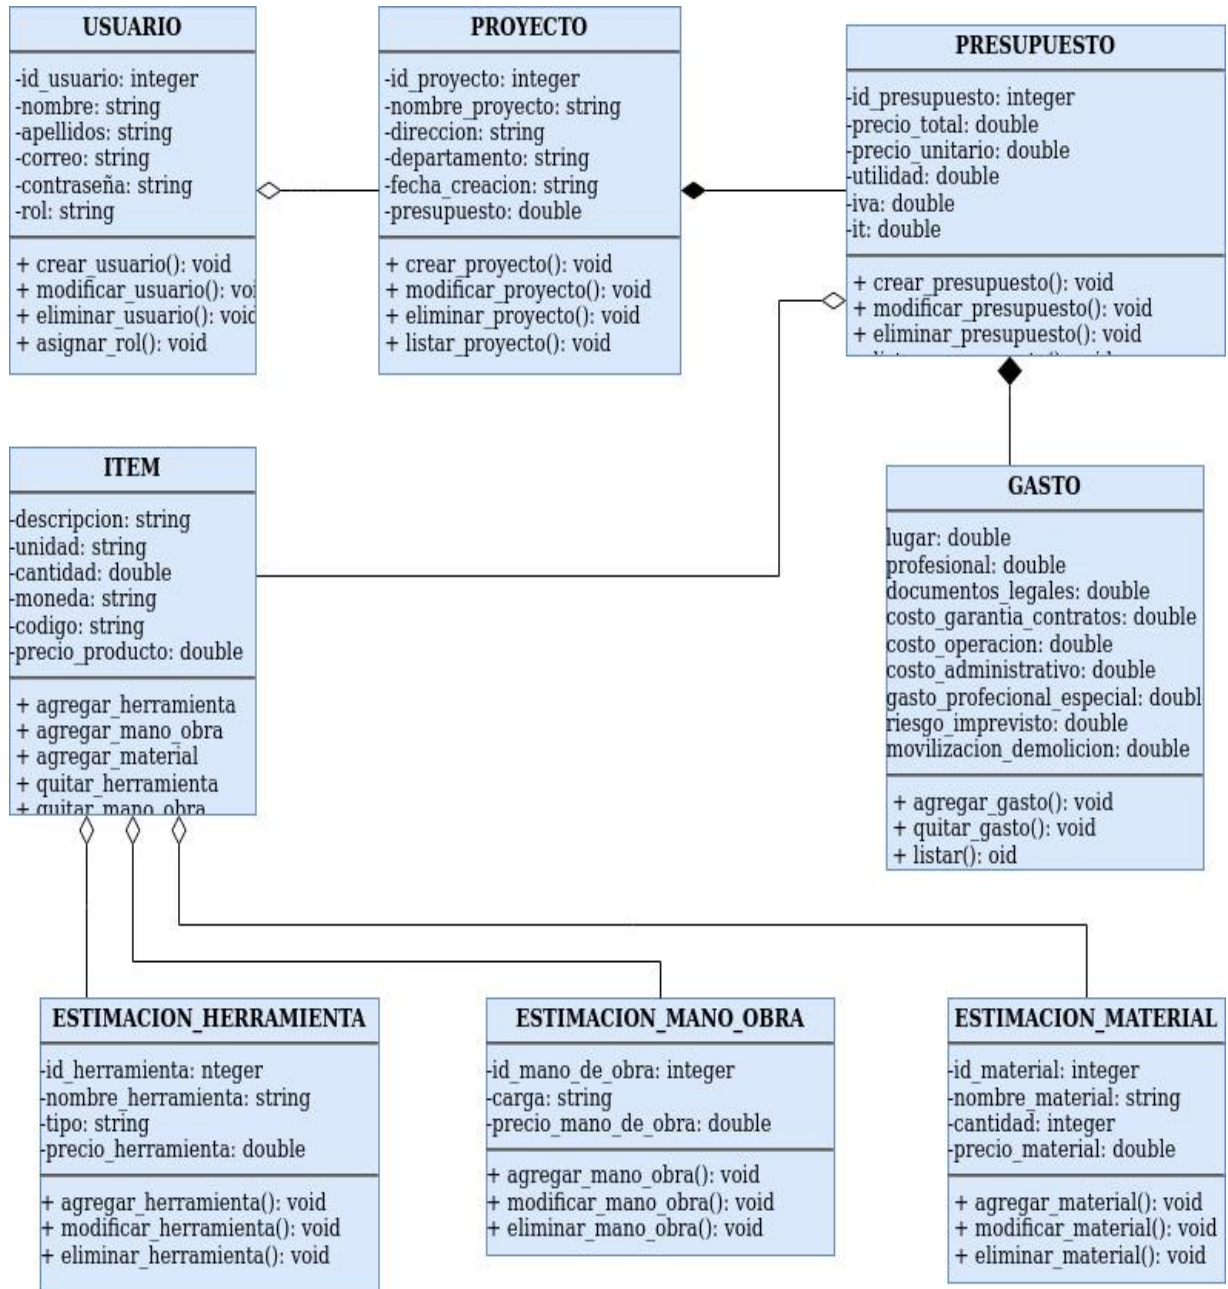 USUARIO
-id_usuario: integer
-nombre: string
-apellidos: string
-correo: string
-contraseña: string
-rol: string
+ crear_usuario(): void
+ modificar_usuario(): voi
+ eliminar_usuario(): void
+ asignar_rol(): void
PROYECTO
-id_proyecto: integer
-nombre_proyecto: string
-direccion: string
-departamento: string
-fecha_creacion: string
-presupuesto: double
+ crear_proyecto(): void
+ modificar_proyecto(): void
+ eliminar_proyecto(): void
+ listar_proyecto(): void
PRESUPUESTO
-id_presupuesto: integer
-precio_total: double
-precio_unitario: double
-utilidad: double
-iva: double
-it: double
+ crear_presupuesto(): void
+ modificar_presupuesto(): void
+ eliminar_presupuesto(): void
ITEM
-descripcion: string
-unidad: string
-cantidad: double
-moneda: string
-codigo: string
-precio_producto: double
+ agregar_herramienta
+ agregar_mano_obra
+ agregar_material
+ quitar_herramienta
+ quitar_mano_obra
GASTO
lugar: double
profesional: double
documentos_legales: double
costo_garantia_contratos: double
costo_operacion: double
costo_administrativo: double
gasto_profecional_especial: doubl
riesgo_imprevisto: double
movilizacion_demolicion: double
+ agregar_gasto(): void
+ quitar_gasto(): void
+ listar(): oid
ESTIMACION_HERRAMIENTA
-id_herramienta: nteger
-nombre_herramienta: string
-tipo: string
-precio_herramienta: double
+ agregar_herramienta(): void
+ modificar_herramienta(): void
+ eliminar_herramienta(): void
ESTIMACION_MANO_OBRA
-id_mano_de_obra: integer
-carga: string
-precio_mano_de_obra: double
+ agregar_mano_obra(): void
+ modificar_mano_obra(): void
+ eliminar_mano_obra(): void
ESTIMACION_MATERIAL
-id_material: integer
-nombre_material: string
-cantidad: integer
-precio_material: double
+ agregar_material(): void
+ modificar_material(): void
+ eliminar_material(): void